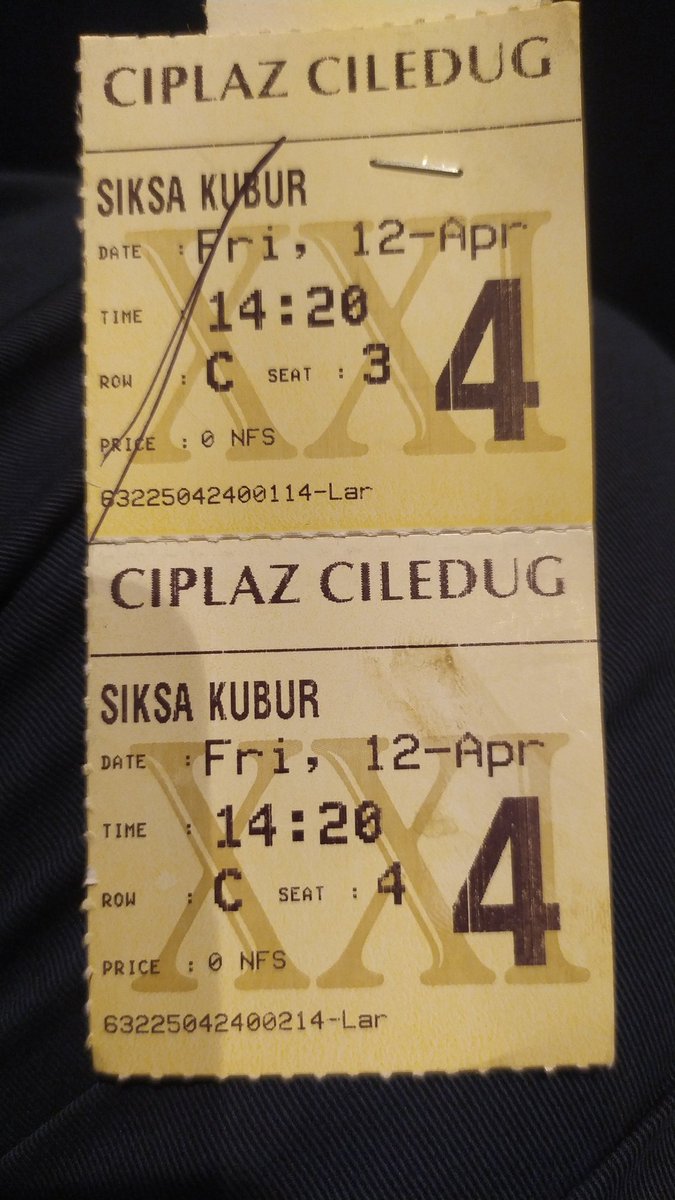 CIPLAZ CILEDUG
SIKSA KUBUR
DATE : Fri, 12-Apr
TIME : 14:20
ROW : C SEAT : 3
4
PRICE : 0 NFS
63225042400114-Lar
XXI
CIPLAZ CILEDUG
SIKSA KUBUR
DATE : Fri, 12-Apr
TIME : 14:20
ROW : C SEAT : 4
4
PRICE : 0 NFS
63225042400214-Lar
XXI